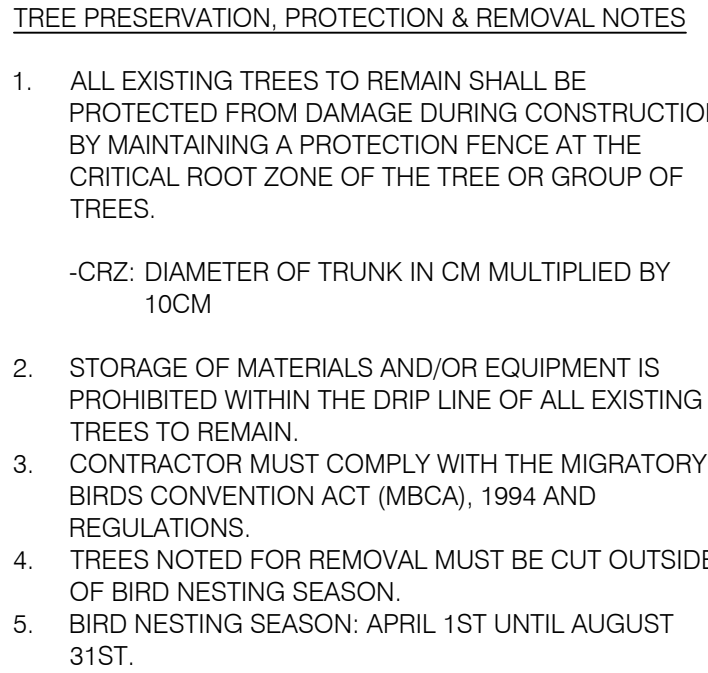 TREE PRESERVATION, PROTECTION & REMOVAL NOTES
1. ALL EXISTING TREES TO REMAIN SHALL BE
PROTECTED FROM DAMAGE DURING CONSTRUCTION
BY MAINTAINING A PROTECTION FENCE AT THE
CRITICAL ROOT ZONE OF THE TREE OR GROUP OF
TREES.
-CRZ: DIAMETER OF TRUNK IN CM MULTIPLIED BY
10CM
2. STORAGE OF MATERIALS AND/OR EQUIPMENT IS
PROHIBITED WITHIN THE DRIP LINE OF ALL EXISTING
TREES TO REMAIN.
3. CONTRACTOR MUST COMPLY WITH THE MIGRATORY
BIRDS CONVENTION ACT (MBCA), 1994 AND
REGULATIONS.
4. TREES NOTED FOR REMOVAL MUST BE CUT OUTSIDE
OF BIRD NESTING SEASON.
5. BIRD NESTING SEASON: APRIL 1ST UNTIL AUGUST
31ST.